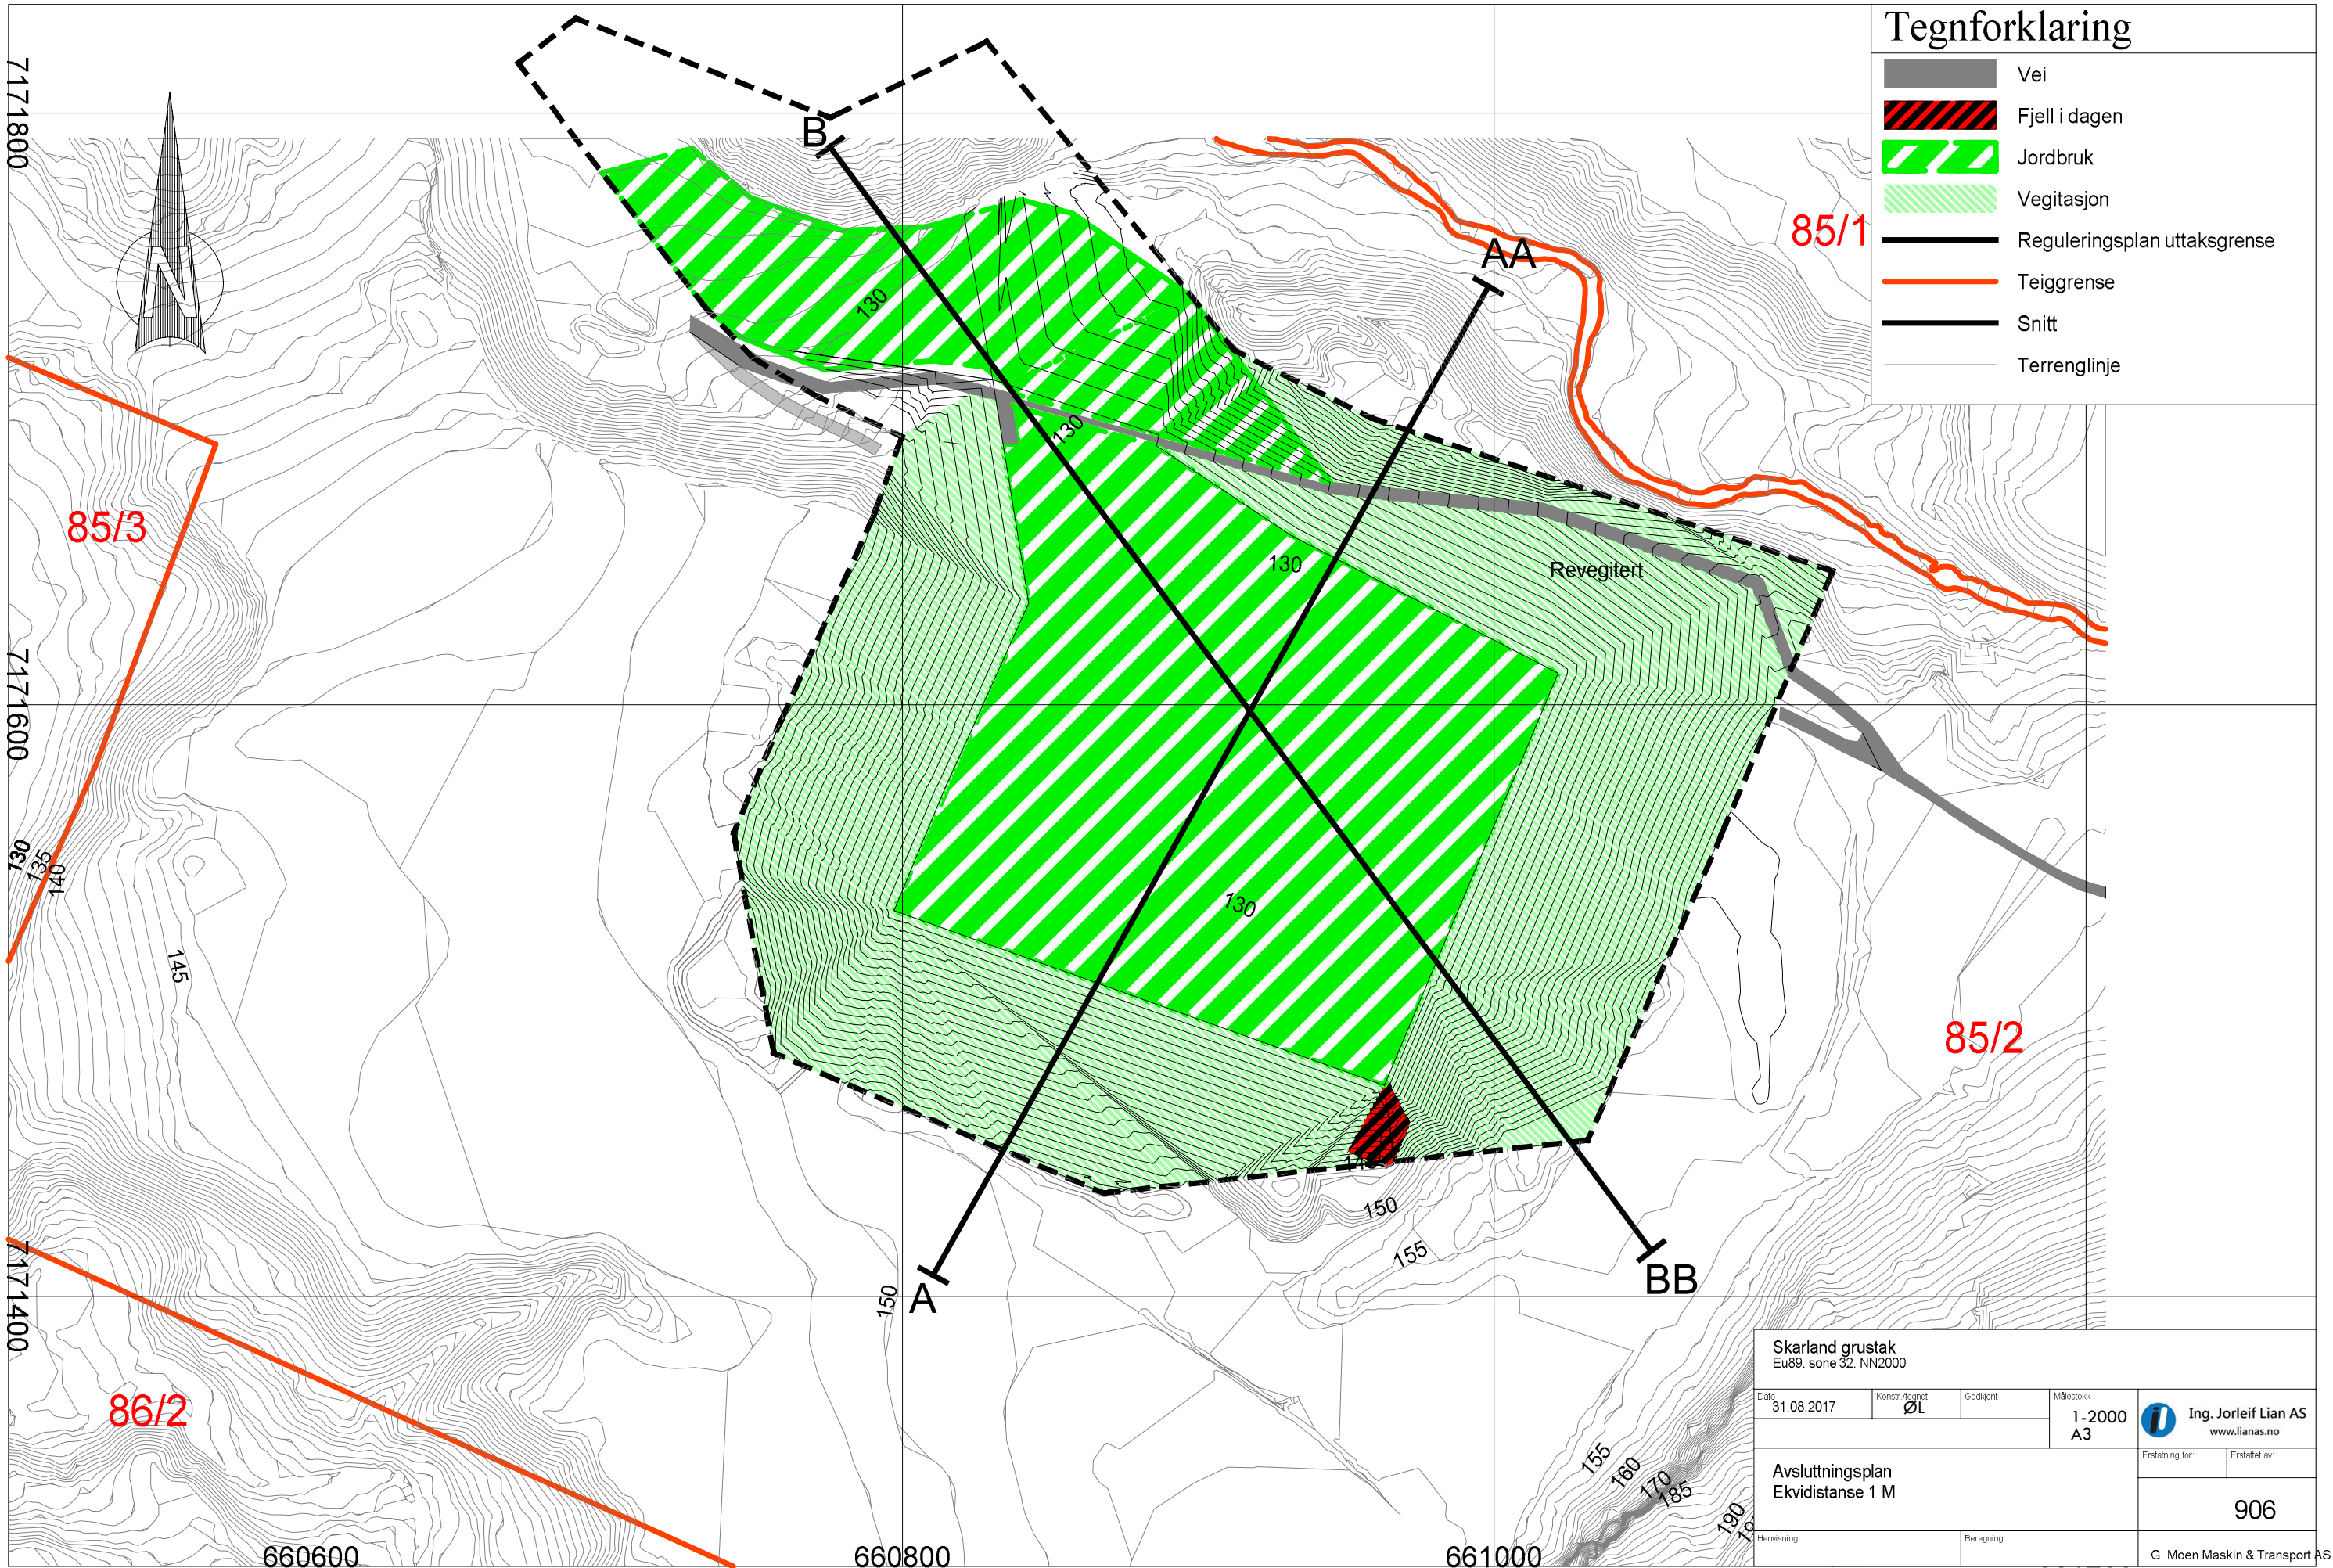 Tegnforklaring
Vei
Fjell i dagen
Jordbruk
Vegitasjon
Reguleringsplan uttaksgrense
Teiggrense
Snitt
Terrenglinje
7171800
7171600
7171400
660600
660800
661000
N
B
AA
A
BB
85/1
85/3
85/2
86/2
130
130
130
130
Revegitert
130
135
140
145
150
150
155
155
160
170
185
190
Skarland grustak
Eu89. sone 32. NN2000
Dato
31.08.2017
Konstr./tegnet
ØL
Godkjent
Målestokk
1-2000
A3
Ing. Jorleif Lian AS
www.lianas.no
Erstatning for:
Erstattet av:
Avsluttningsplan
Ekvidistanse 1 M
906
Henvisning:
Beregning:
G. Moen Maskin & Transport AS